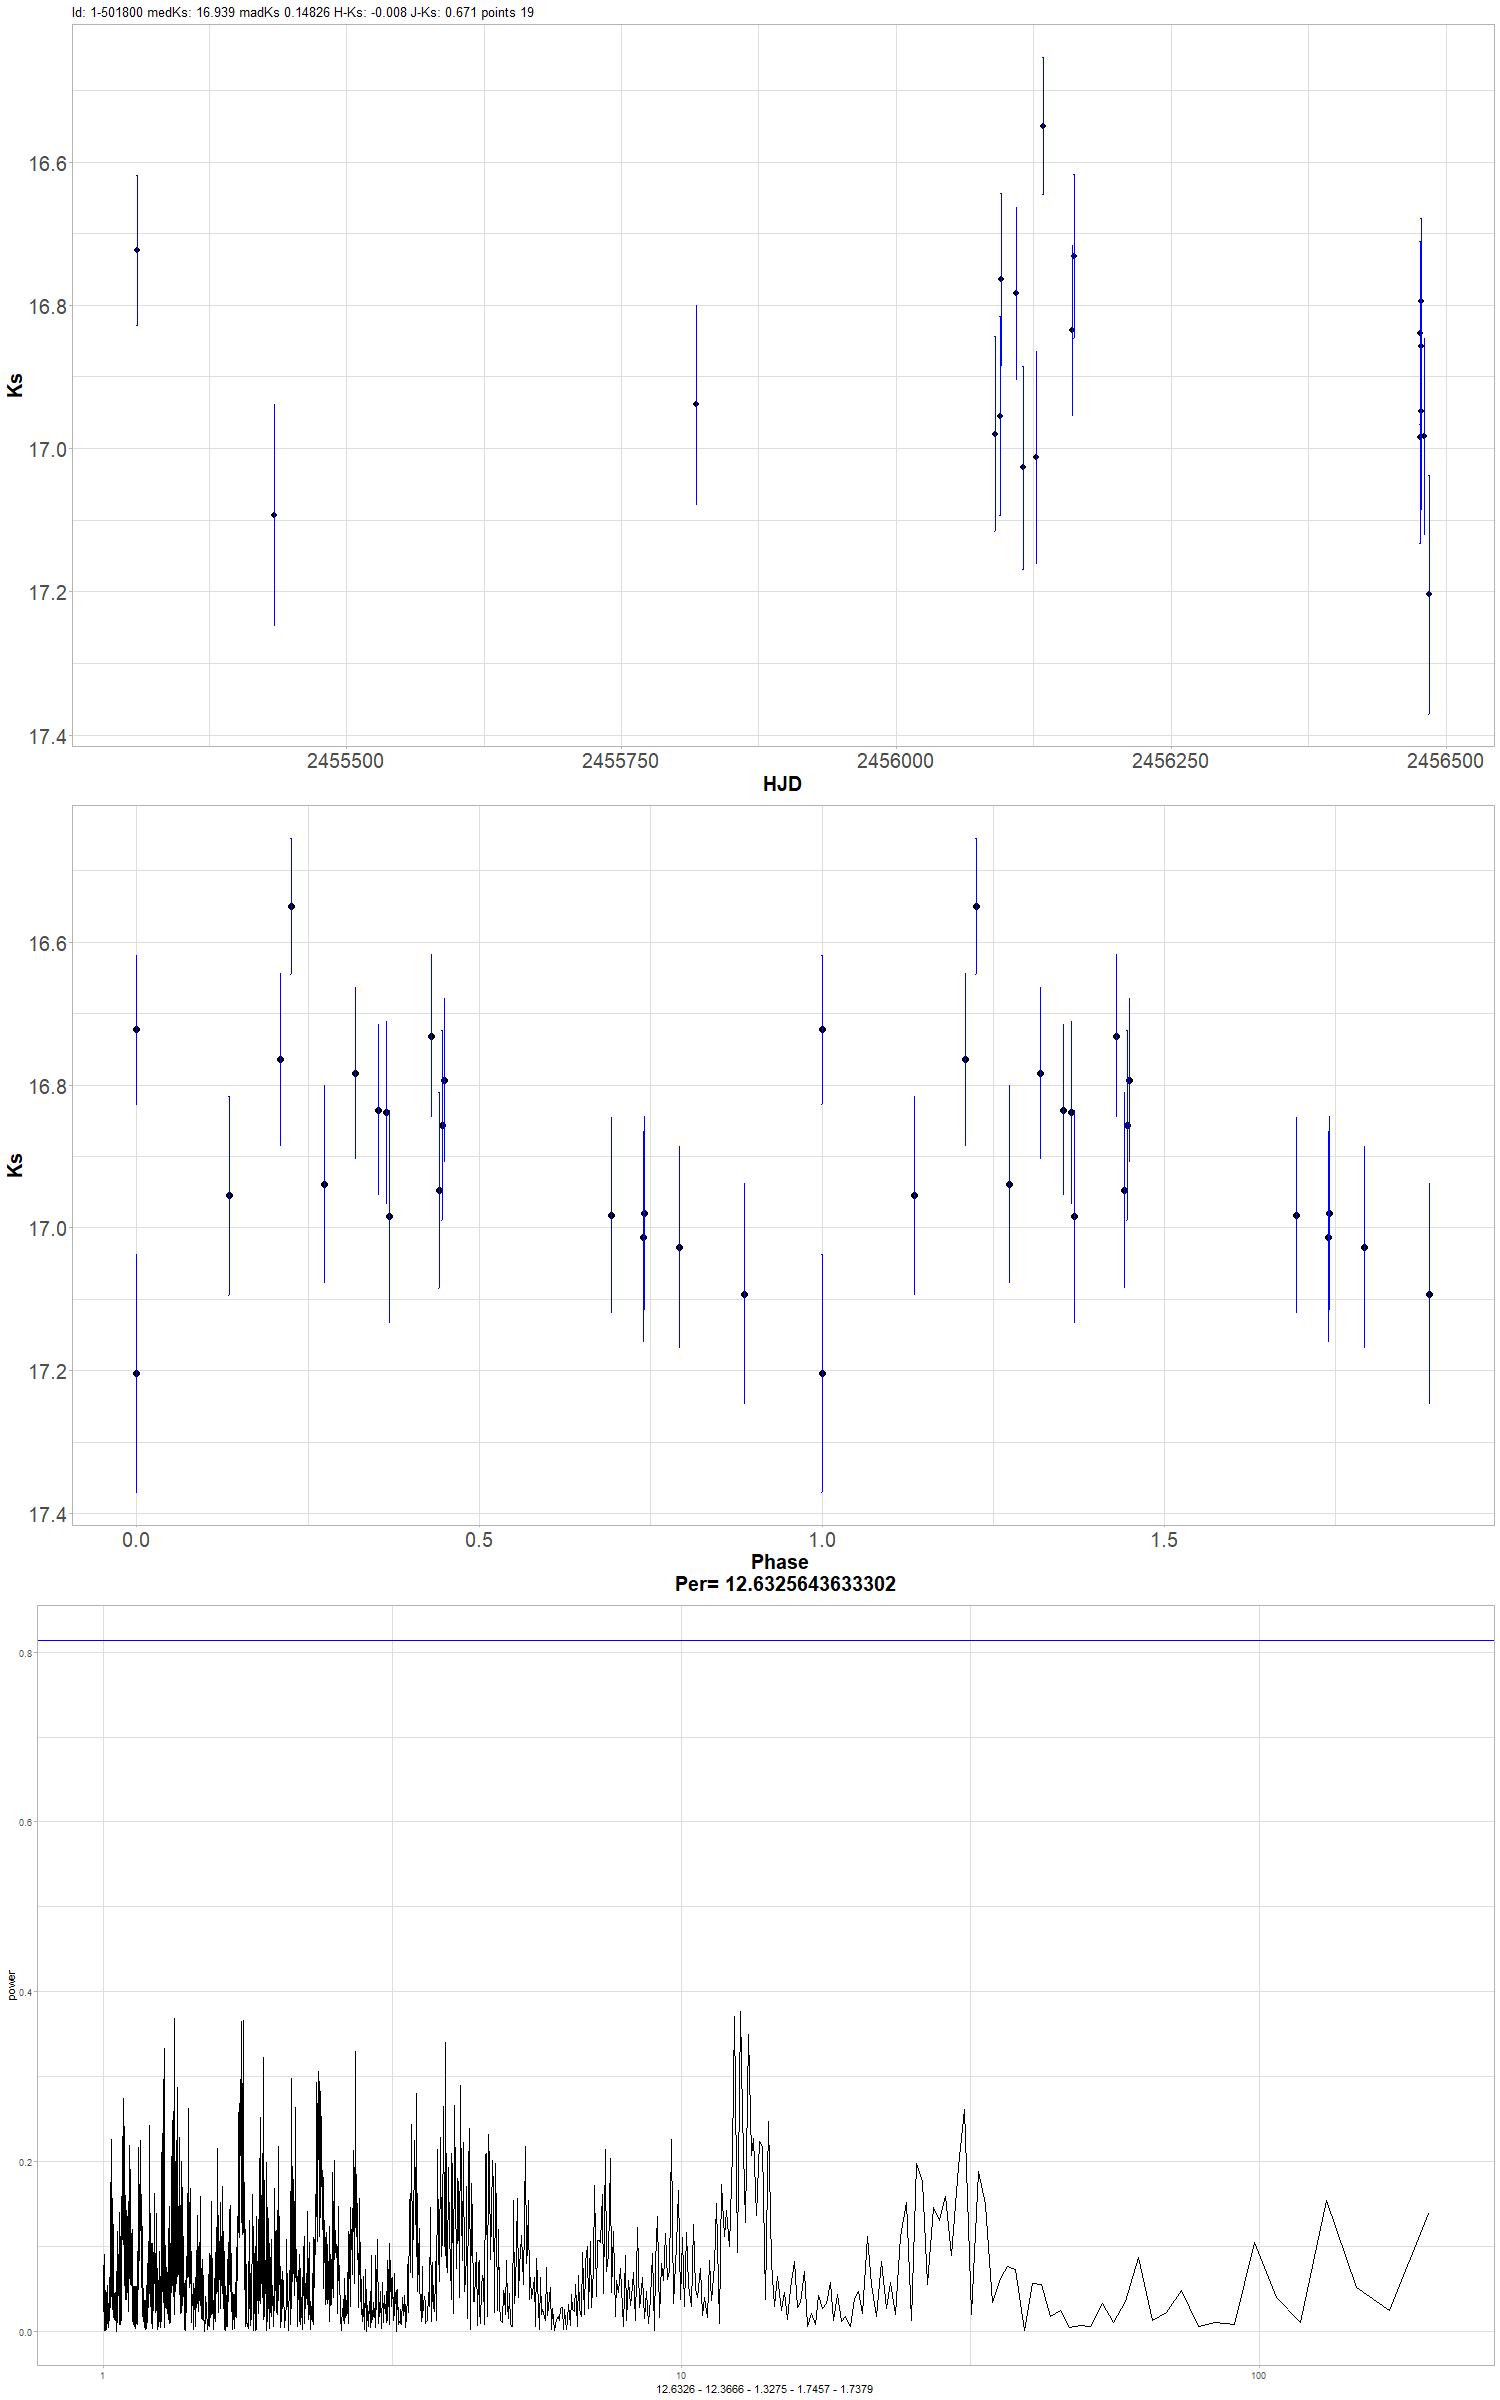 Id: 1-501800 medKs: 16.939 madKs 0.14826 H-Ks: -0.008 J-Ks: 0.671 points 19
16.6
16.8
17.0
17.2
17.4
Ks
2455500 2455750 2456000 2456250 2456500
HJD
16.6
16.8
17.0
17.2
17.4
Ks
0.0 0.5 1.0 1.5
Phase
Per= 12.6325643633302
0.8
0.6
0.4
0.2
0.0
power
1 10 100
12.6326 - 12.3666 - 1.3275 - 1.7457 - 1.7379